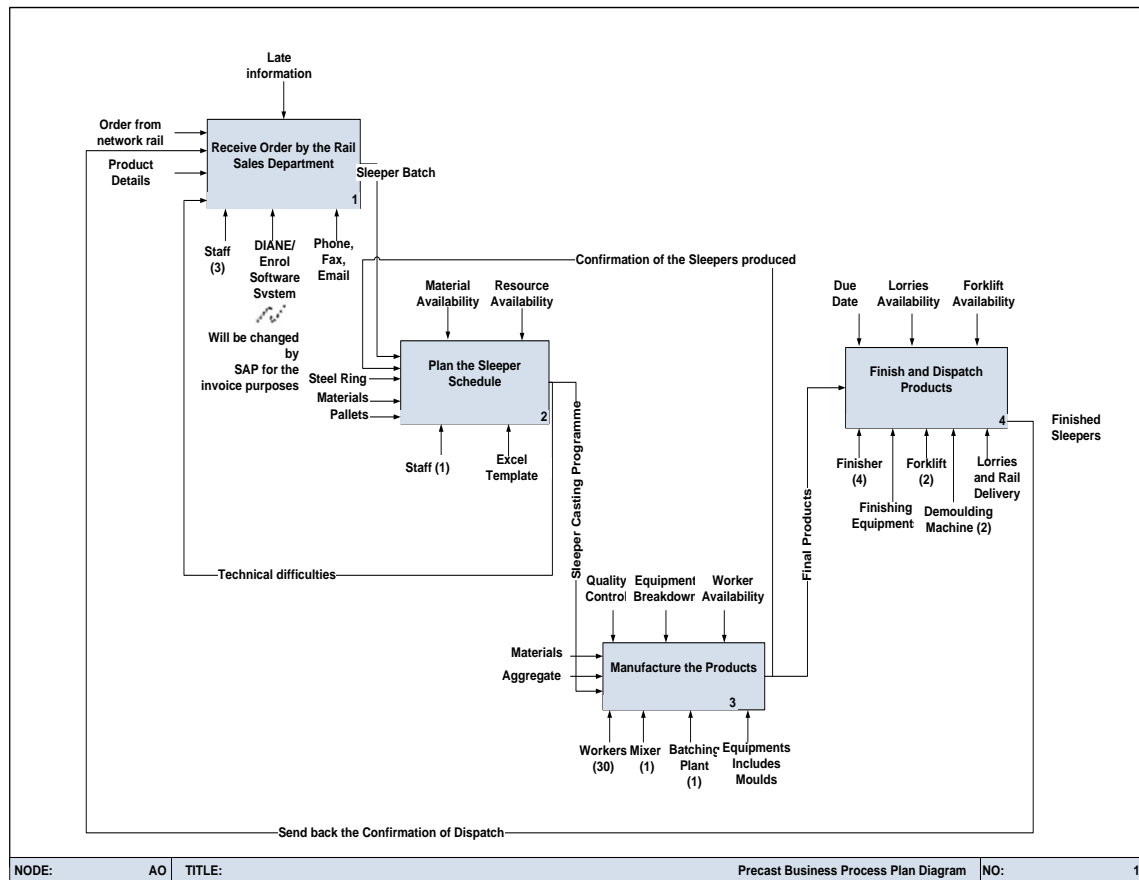 Late
information
Order from
network rail
Product
Details
Receive Order by the Rail
Sales Department
1
Sleeper Batch
Staff
(3)
DIANE/
Enrol
Software
System
Phone,
Fax,
Email
Will be changed
by
SAP for the
invoice purposes
Confirmation of the Sleepers produced
Material
Availability
Resource
Availability
Steel Ring
Materials
Pallets
Plan the Sleeper
Schedule
2
Staff (1)
Excel
Template
Technical difficulties
Sleeper Casting Programme
Quality
Control
Equipment
Breakdown
Worker
Availability
Materials
Aggregate
Manufacture the Products
3
Workers
(30)
Mixer
(1)
Batching
Plant
(1)
Equipments
Includes
Moulds
Final Products
Due
Date
Lorries
Availability
Forklift
Availability
Finish and Dispatch
Products
4
Finished
Sleepers
Finisher
(4)
Finishing
Equipment
Forklift
(2)
Demoulding
Machine (2)
Lorries
and Rail
Delivery
Send back the Confirmation of Dispatch
NODE: AO TITLE: Precast Business Process Plan Diagram NO: 1